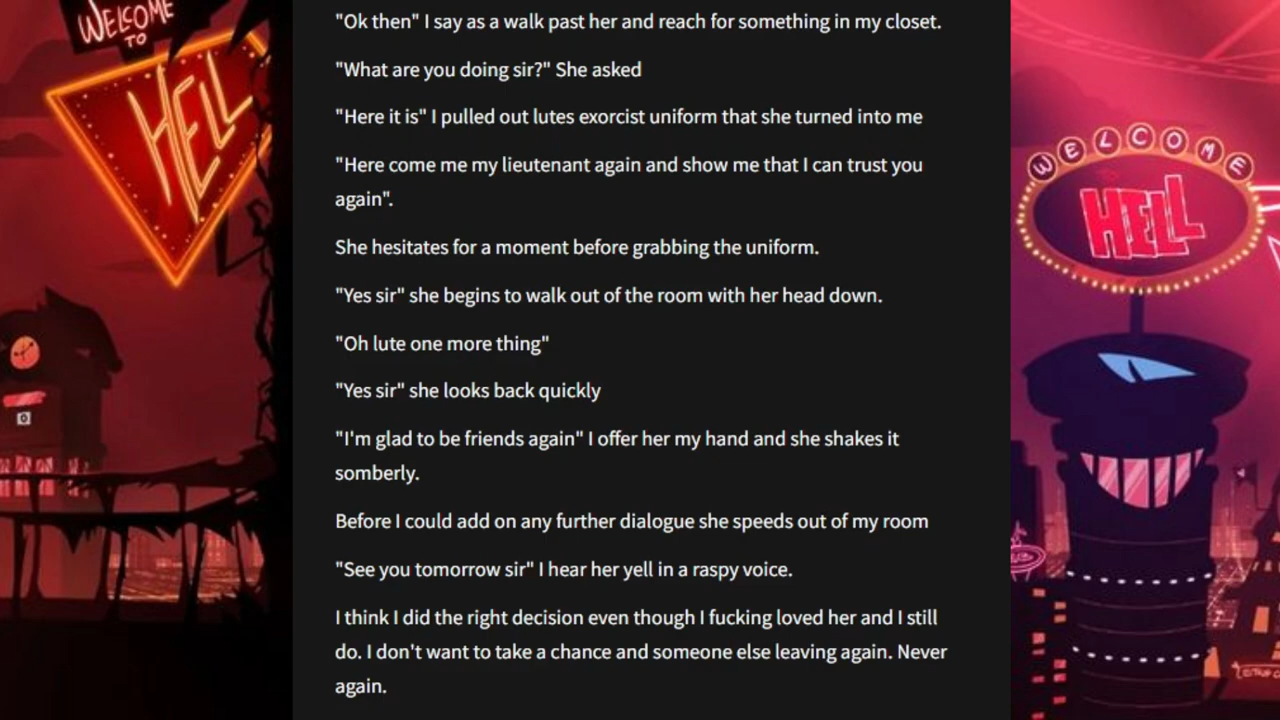 WELCOME
TO
HELL
"Ok then" I say as a walk past her and reach for something in my closet.
"What are you doing sir?" She asked
"Here it is" I pulled out lutes exorcist uniform that she turned into me
"Here come me my lieutenant again and show me that I can trust you
again".
She hesitates for a moment before grabbing the uniform.
"Yes sir" she begins to walk out of the room with her head down.
"Oh lute one more thing"
"Yes sir" she looks back quickly
"I'm glad to be friends again" I offer her my hand and she shakes it
somberly.
Before I could add on any further dialogue she speeds out of my room
"See you tomorrow sir" I hear her yell in a raspy voice.
I think I did the right decision even though I fucking loved her and I still
do. I don't want to take a chance and someone else leaving again. Never
again.
WELCOME
HELL